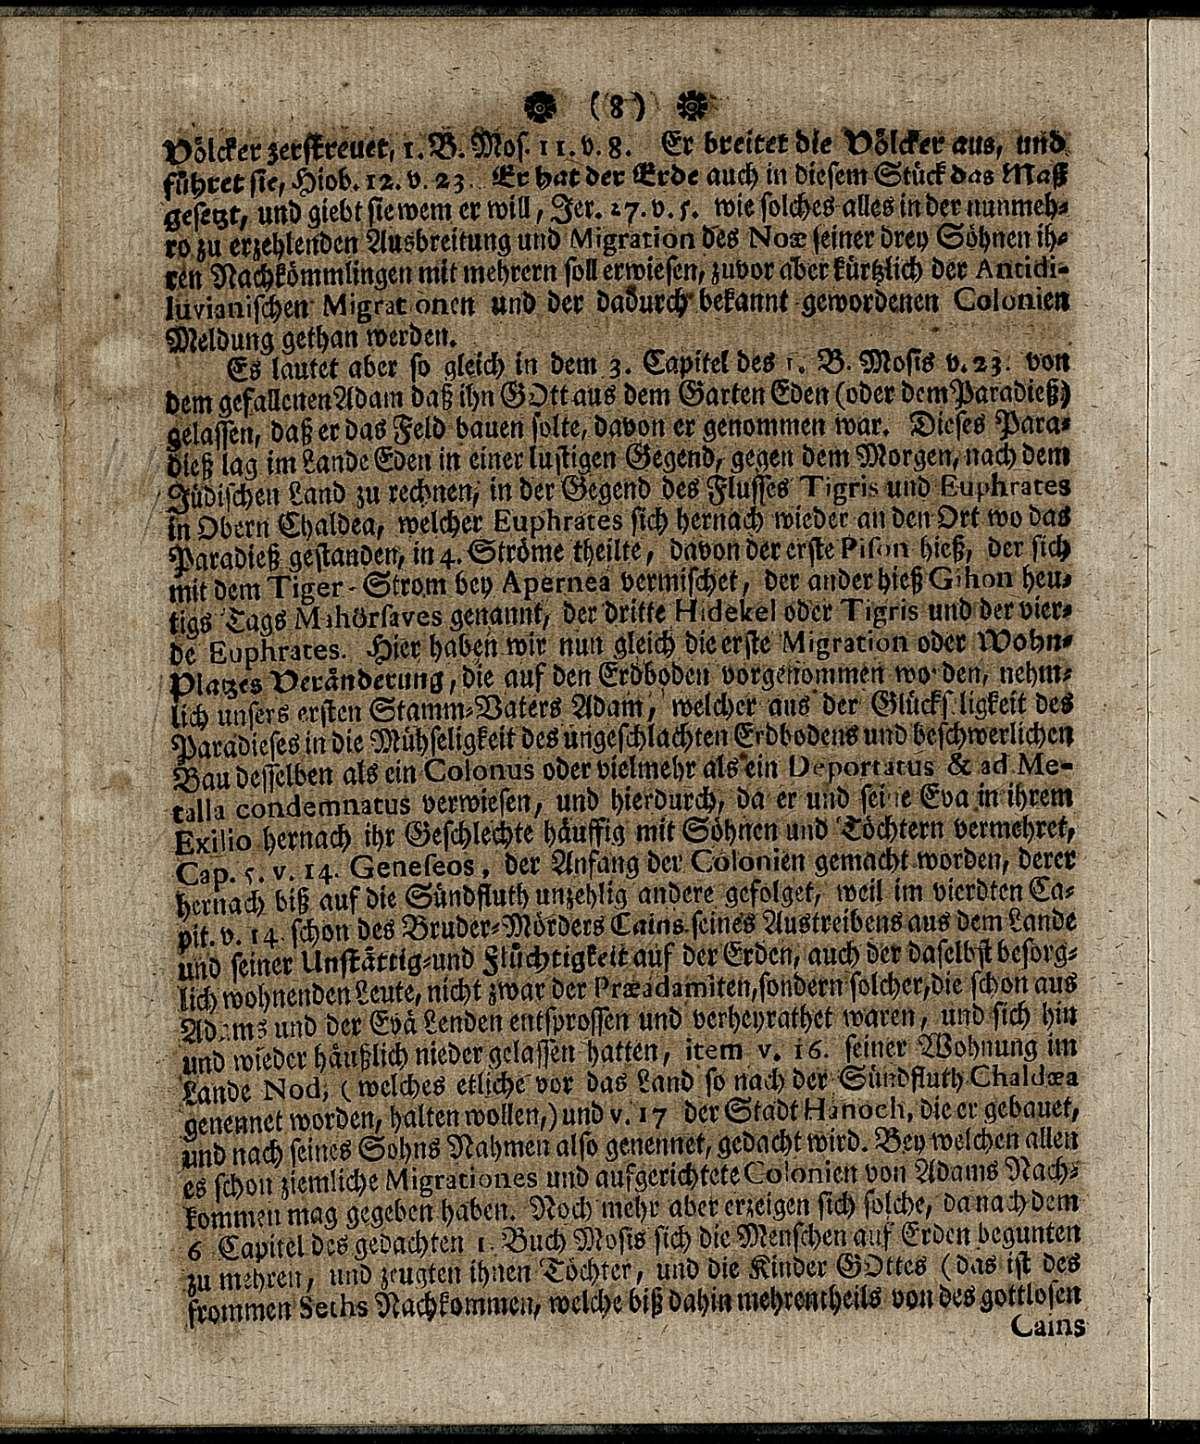 (8)
Völcker zerstreuet, 1. B. Mos. 11. v. 8. Er breitet die Völcker aus, und
führet sie, Hiob. 12. v. 23. Er hat der Erde auch in diesem Stück das Maß
gesetzt, und giebt sie wem er will, Jer. 27. v. 5. wie solches alles in der nunmeh-
ro zu erzehlenden Ausbreitung und Migration des Noæ seiner drey Söhnen ih-
ren Nachkömmlingen mit mehrern soll erwiesen, zuvor aber kürtzlich der Antidi-
luvianischen Migrationen und der dadurch bekannt gewordenen Colonien
Meldung gethan werden.
Es lautet aber so gleich in dem 3. Capitel des 1. B. Mosis v. 23. von
dem gefallenen Adam daß ihn GOtt aus dem Garten Eden (oder dem Paradieß)
gelassen, daß er das Feld bauen solte, davon er genommen war. Dieses Para-
dieß lag im Lande Eden in einer lustigen Gegend, gegen dem Morgen, nach dem
Jüdischen Land zu rechnen, in der Gegend des Flusses Tigris und Euphrates
in Obern Chaldea, welcher Euphrates sich hernach wieder an den Ort wo das
Paradieß gestanden, in 4. Ströme theilte, davon der erste Pison hieß, der sich
mit dem Tiger-Strom bey Apernea vermischet, der ander hieß Gihon heu-
tigs Tags Mahörsaves genannt, der dritte Hidekel oder Tigris und der vier-
de Euphrates. Hier haben wir nun gleich die erste Migration oder Wohn-
Platzes Veränderung, die auf den Erdboden vorgenommen worden, nehm-
lich unsers ersten Stamm-Vaters Adam, welcher aus der Glückseligkeit des
Paradieses in die Mühseligkeit des ungeschlachten Erdbodens und beschwerlichen
Bau desselben als ein Colonus oder vielmehr als ein Deportatus & ad Me-
talla condemnatus verwiesen, und hierdurch, da er und seine Eva in ihrem
Exilio hernach ihr Geschlechte häuffig mit Söhnen und Töchtern vermehret,
Cap. 5. v. 14. Geneseos, der Anfang der Colonien gemacht worden, derer
hernach biß auf die Sündfluth unzehlig andere gefolget, weil im vierdten Ca-
pit. v. 14. schon des Bruder-Mörders Cains seines Austreibens aus dem Lande
und seiner Unstättig-und Flüchtigkeit auf der Erden, auch der daselbst besorg-
lich wohnenden Leute, nicht zwar der Præadamiten, sondern solcher, die schon aus
Adams und der Evä Lenden entsprossen und verheyrathet waren, und sich hin
und wieder häußlich nieder gelassen hatten, item v. 16. seiner Wohnung im
Lande Nod, (welches etliche vor das Land so nach der Sündfluth Chaldæa
genennet worden, halten wollen,) und v. 17 der Stadt Hanoch, die er gebauet,
und nach seines Sohns Nahmen also genennet, gedacht wird. Bey welchen allen
es schon ziemliche Migrationes und aufgerichtete Colonien von Adams Nach-
kommen mag gegeben haben. Noch mehr aber erzeigen sich solche, da nach dem
6 Capitel des gedachten 1. Buch Mosis sich die Menschen auf Erden begunten
zu mehren, und zeugten ihnen Töchter, und die Kinder GOttes (das ist des
frommen Seths Nachkommen, welche biß dahin mehrentheils von des gottlosen
Cains